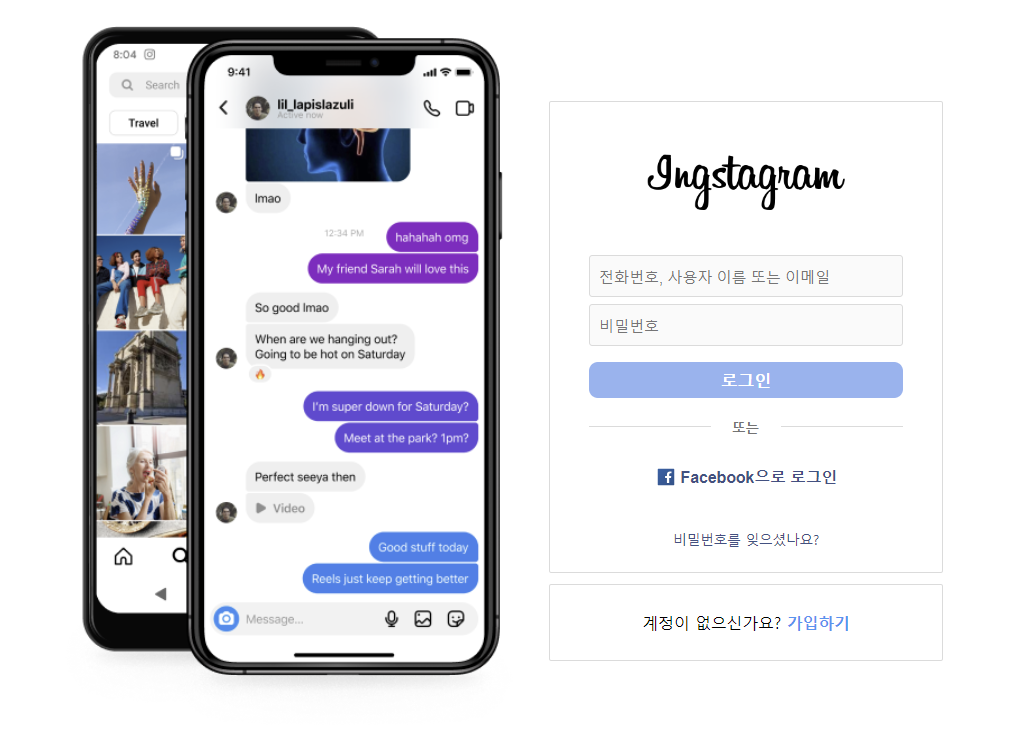 8:04
Search
Travel
9:41
lil_lapislazuli
Active now
lmao
12:34 PM
hahahah omg
My friend Sarah will love this
So good lmao
When are we hanging out?
Going to be hot on Saturday
I'm super down for Saturday?
Meet at the park? 1pm?
Perfect seeya then
Video
Good stuff today
Reels just keep getting better
Message...
Ingstagram
전화번호, 사용자 이름 또는 이메일
비밀번호
로그인
또는
Facebook으로 로그인
비밀번호를 잊으셨나요?
계정이 없으신가요? 가입하기